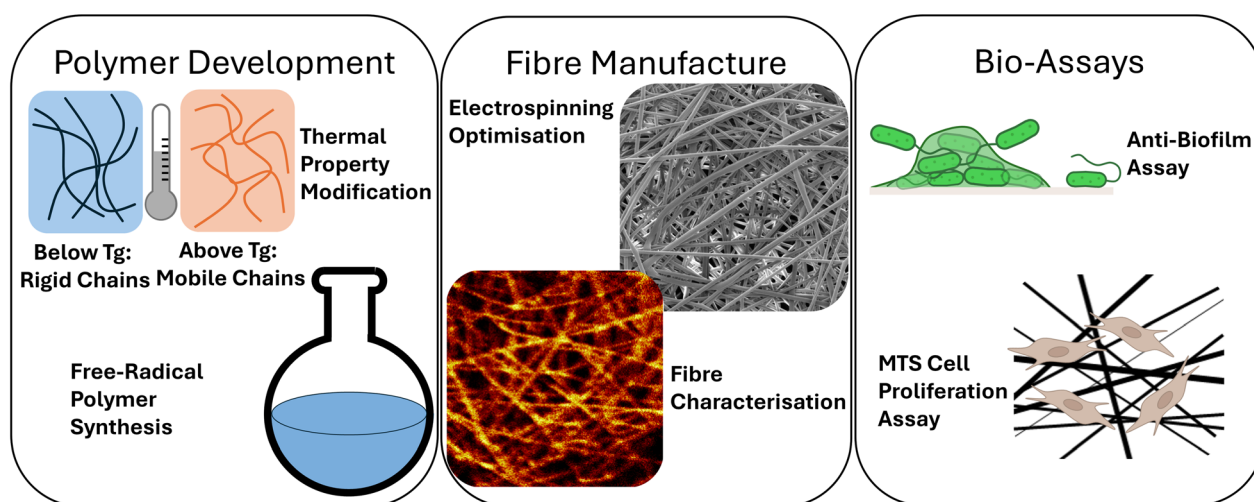 Polymer Development
Thermal
Property
Modification
Below Tg:
Rigid Chains
Above Tg:
Mobile Chains
Free-Radical
Polymer
Synthesis
Fibre Manufacture
Electrospinning
Optimisation
Fibre
Characterisation
Bio-Assays
Anti-Biofilm
Assay
MTS Cell
Proliferation
Assay